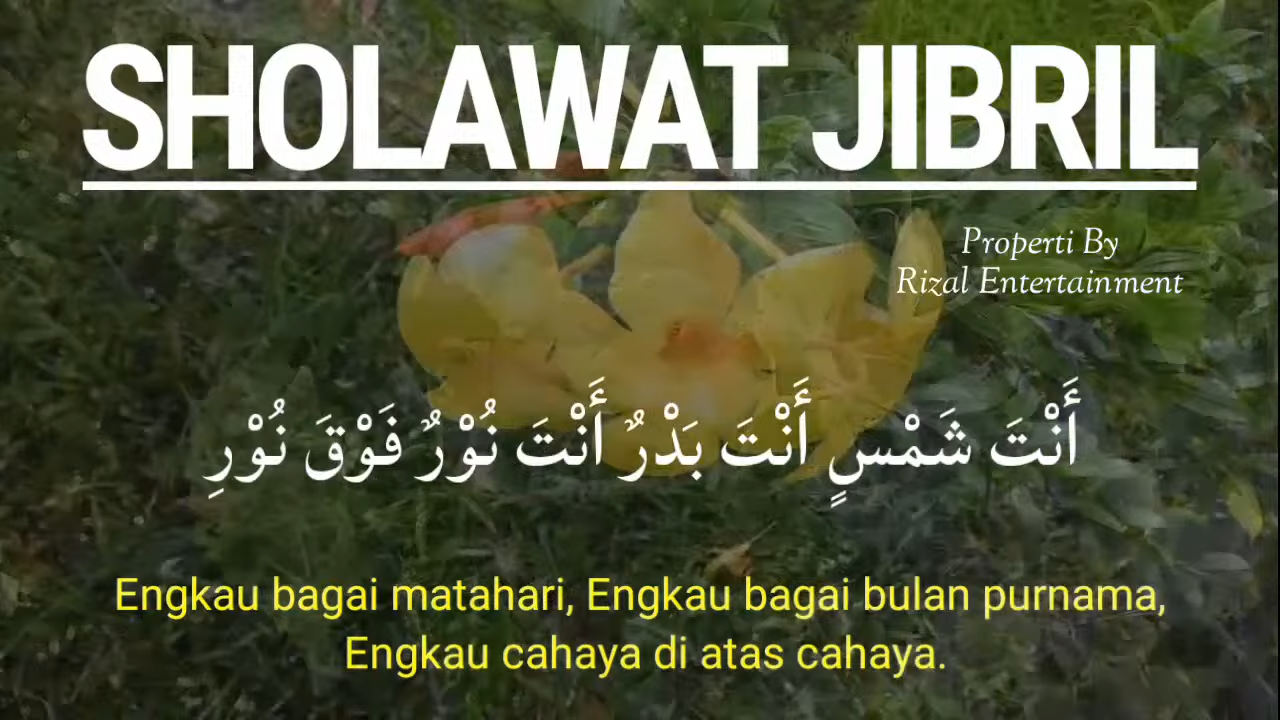 SHOLAWAT JIBRIL
Properti By
Rizal Entertainment
أَنْتَ شَمْسٍ أَنْتَ بَدْرٌ أَنْتَ نُوْرٌ فَوْقَ نُوْرِ
Engkau bagai matahari, Engkau bagai bulan purnama,
Engkau cahaya di atas cahaya.